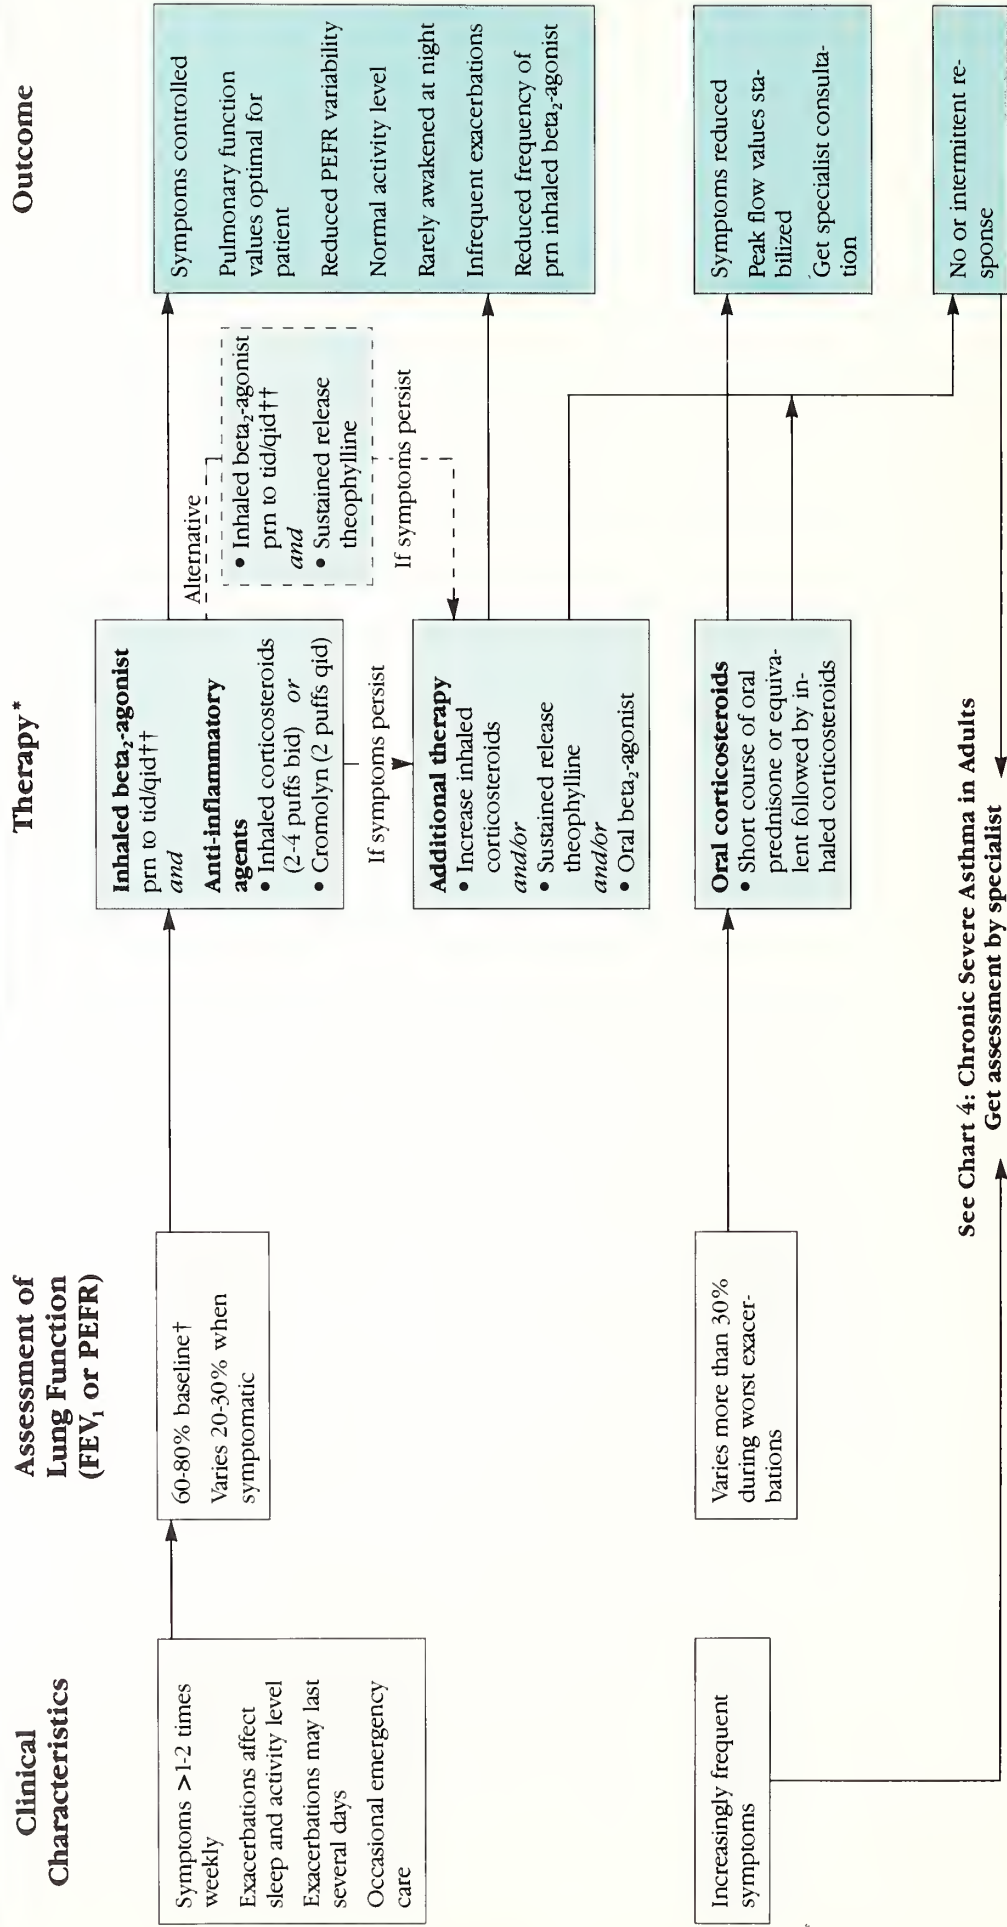 Clinical
Characteristics
Assessment of
Lung Function
(FEV₁ or PEFR)
Therapy*
Outcome
Symptoms >1-2 times
weekly
Exacerbations affect
sleep and activity level
Exacerbations may last
several days
Occasional emergency
care
60-80% baseline†
Varies 20-30% when
symptomatic
Inhaled beta₂-agonist
prn to tid/qid††
and
Anti-inflammatory
agents
• Inhaled corticosteroids
(2-4 puffs bid) or
• Cromolyn (2 puffs qid)
Alternative
• Inhaled beta₂-agonist
prn to tid/qid††
and
• Sustained release
theophylline
If symptoms persist
If symptoms persist
Additional therapy
• Increase inhaled
corticosteroids
and/or
• Sustained release
theophylline
and/or
• Oral beta₂-agonist
Symptoms controlled
Pulmonary function
values optimal for
patient
Reduced PEFR variability
Normal activity level
Rarely awakened at night
Infrequent exacerbations
Reduced frequency of
prn inhaled beta₂-agonist
Increasingly frequent
symptoms
Varies more than 30%
during worst exacer-
bations
Oral corticosteroids
• Short course of oral
prednisone or equiva-
lent followed by in-
haled corticosteroids
Symptoms reduced
Peak flow values sta-
bilized
Get specialist consulta-
tion
No or intermittent re-
sponse
See Chart 4: Chronic Severe Asthma in Adults
Get assessment by specialist